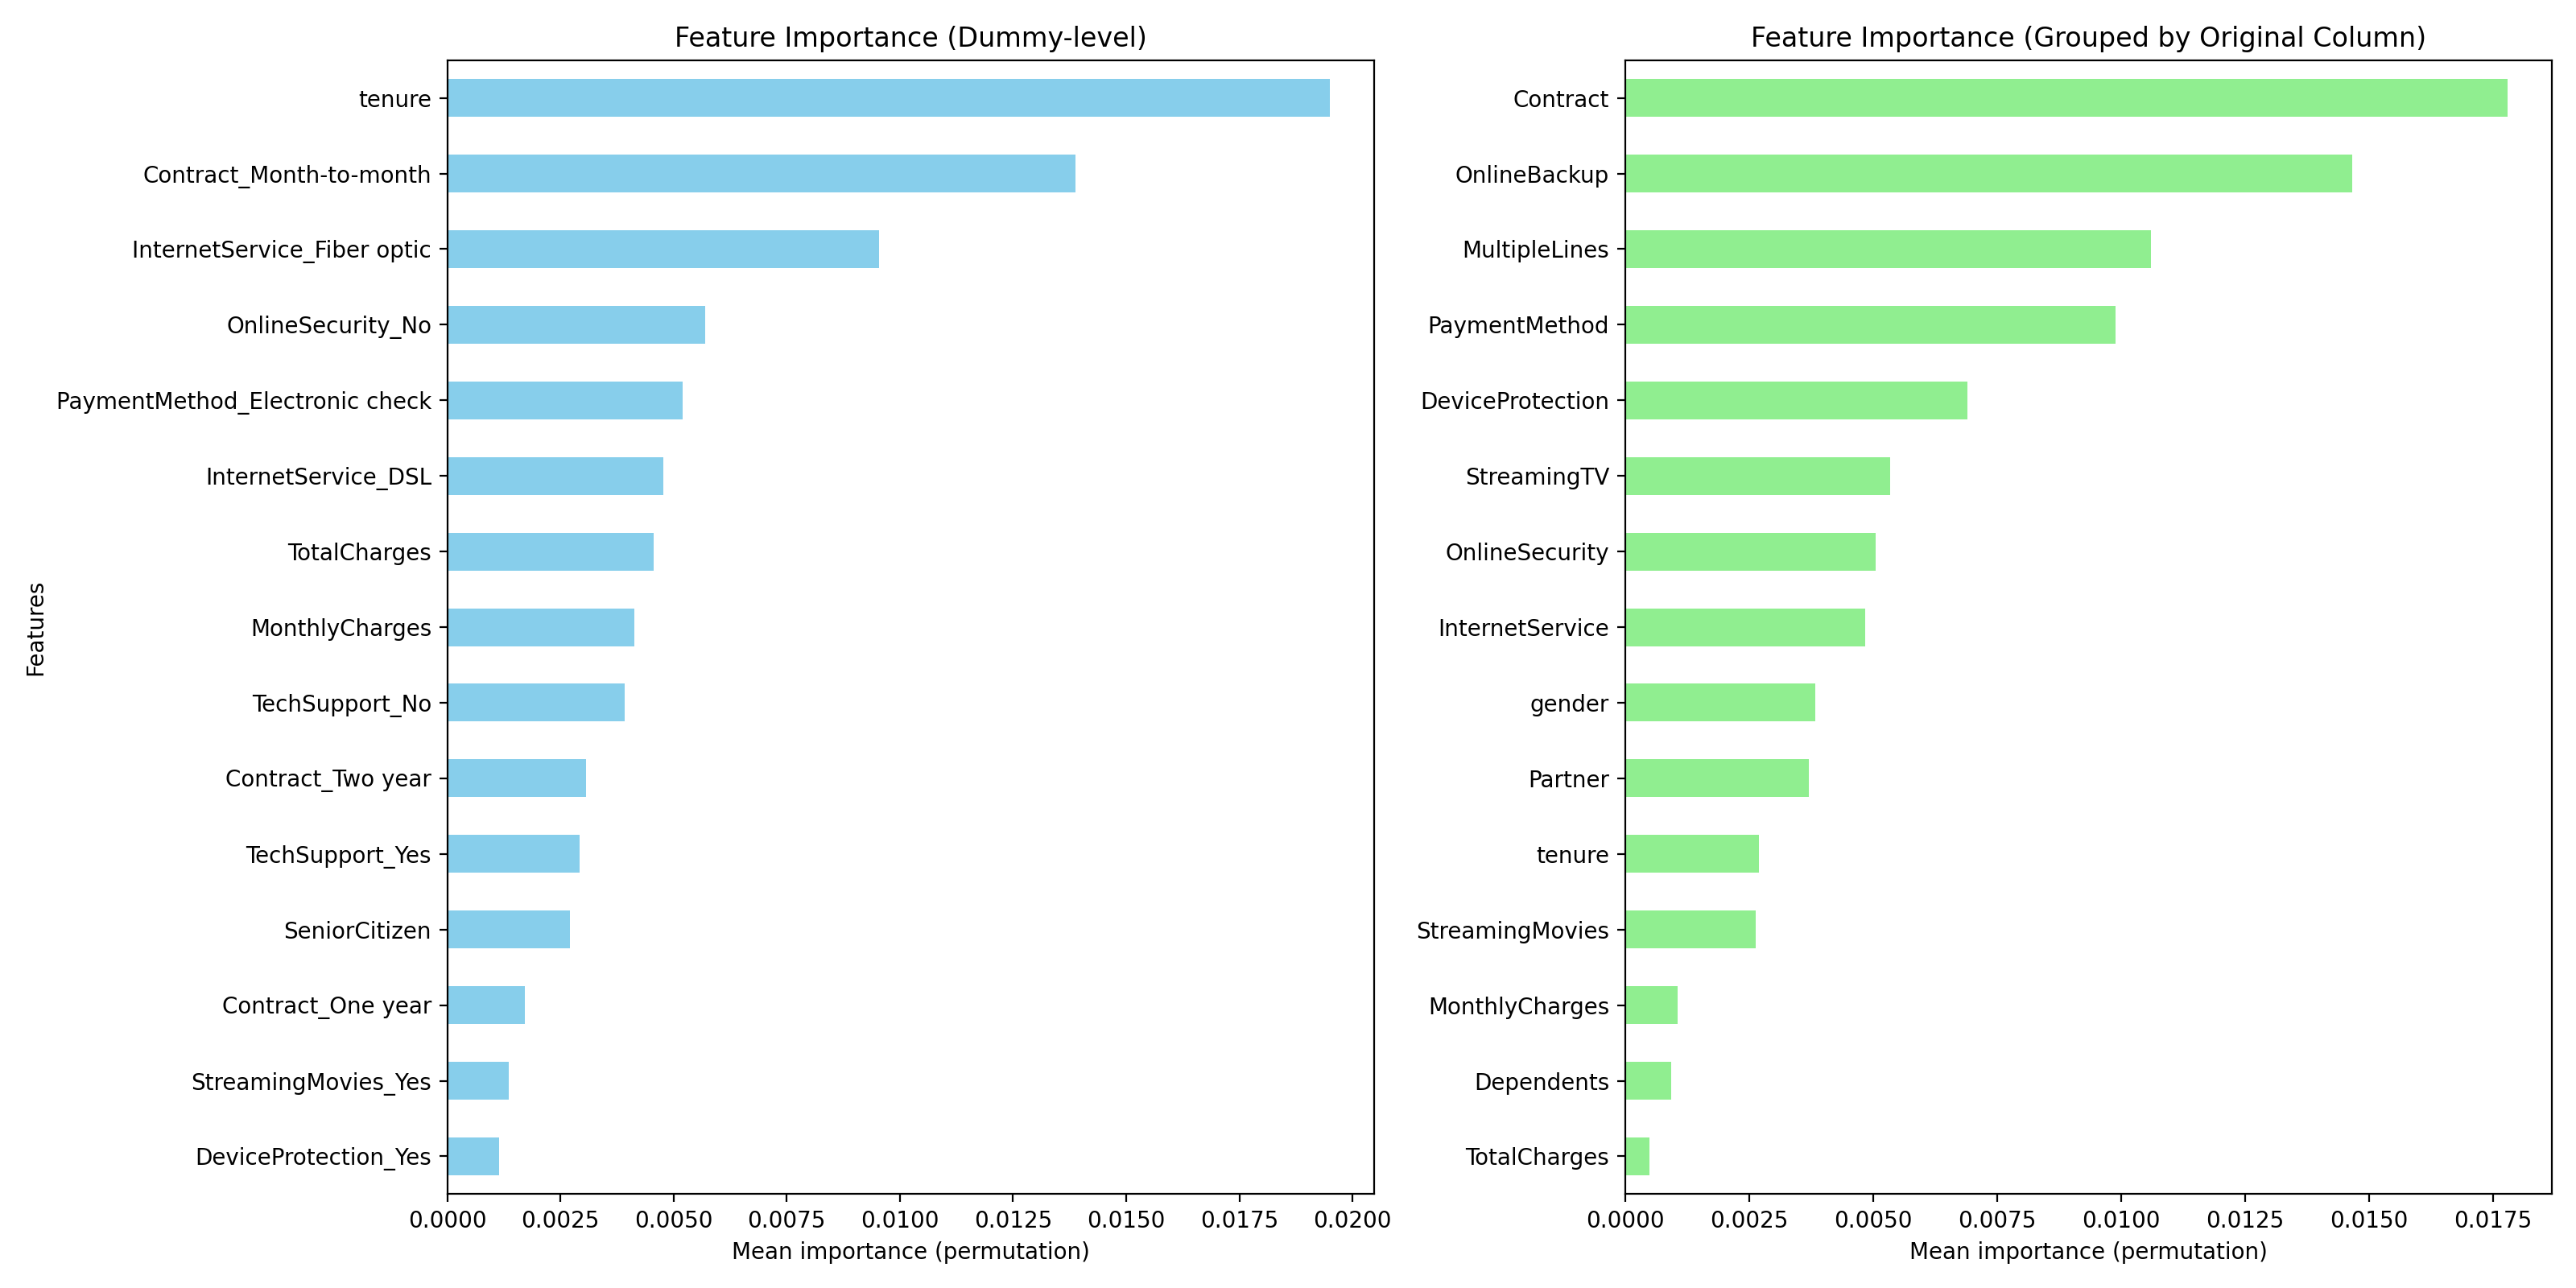 Feature Importance (Dummy-level)
Features
tenure
Contract_Month-to-month
InternetService_Fiber optic
OnlineSecurity_No
PaymentMethod_Electronic check
InternetService_DSL
TotalCharges
MonthlyCharges
TechSupport_No
Contract_Two year
TechSupport_Yes
SeniorCitizen
Contract_One year
StreamingMovies_Yes
DeviceProtection_Yes
0.0000 0.0025 0.0050 0.0075 0.0100 0.0125 0.0150 0.0175 0.0200
Mean importance (permutation)
Feature Importance (Grouped by Original Column)
Contract
OnlineBackup
MultipleLines
PaymentMethod
DeviceProtection
StreamingTV
OnlineSecurity
InternetService
gender
Partner
tenure
StreamingMovies
MonthlyCharges
Dependents
TotalCharges
0.0000 0.0025 0.0050 0.0075 0.0100 0.0125 0.0150 0.0175
Mean importance (permutation)